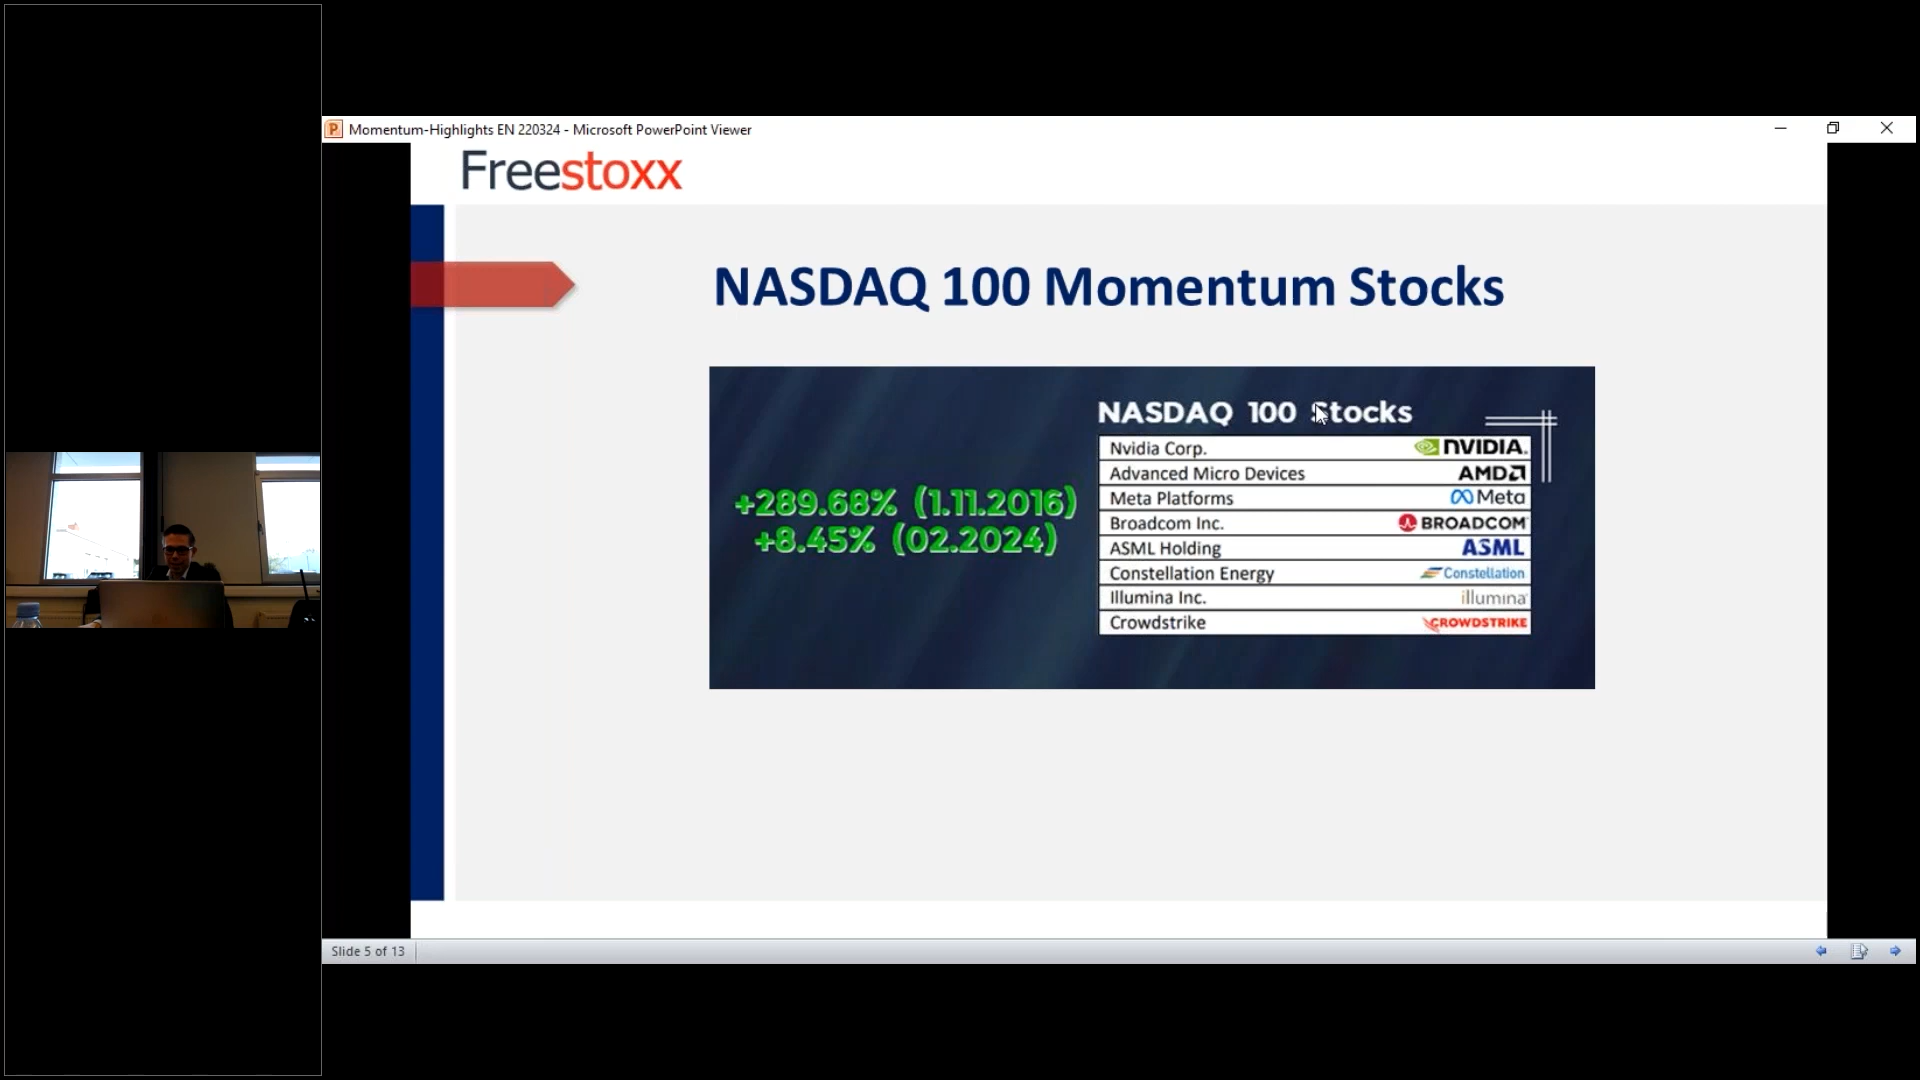 Momentum-Highlights EN 220324 - Microsoft PowerPoint Viewer
Freestoxx
NASDAQ 100 Momentum Stocks
+289.68% (1.11.2016)
+8.45% (02.2024)
NASDAQ 100 Stocks
Nvidia Corp. NVIDIA.
Advanced Micro Devices AMD
Meta Platforms Meta
Broadcom Inc. BROADCOM
ASML Holding ASML
Constellation Energy Constellation
Illumina Inc. illumina
Crowdstrike CROWDSTRIKE
Slide 5 of 13